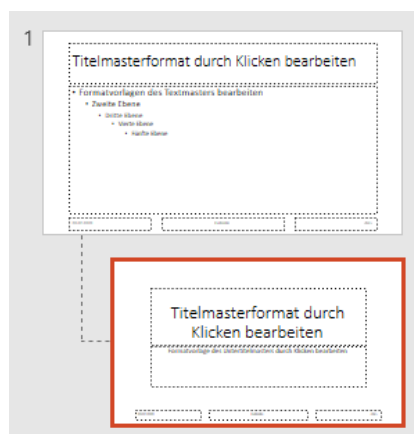 1
Titelmasterformat durch Klicken bearbeiten
• Formatvorlagen des Textmasters bearbeiten
• Zweite Ebene
• Dritte Ebene
• Vierte Ebene
• Fünfte Ebene
Titelmasterformat durch
Klicken bearbeiten
Formatvorlage des Untertitelmasters durch Klicken bearbeiten